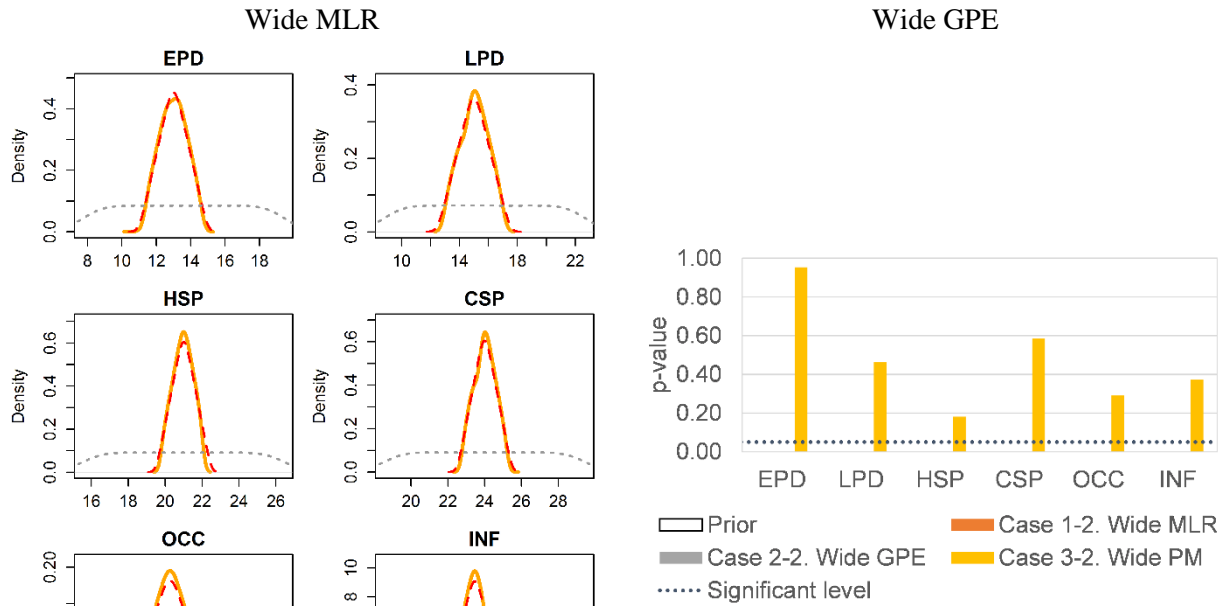 Wide MLR
Wide GPE
EPD
LPD
Density
0.0 0.2 0.4
8 10 12 14 16 18
0.0 0.1 0.2 0.3 0.4
10 14 18 22
HSP
CSP
Density
0.0 0.2 0.4 0.6
16 18 20 22 24 26
Density
0.0 0.2 0.4 0.6
20 22 24 26 28
OCC
INF
0.20
8 10
p-value
1.00
0.80
0.60
0.40
0.20
0.00
EPD LPD HSP CSP OCC INF
Prior
Case 1-2. Wide MLR
Case 2-2. Wide GPE
Case 3-2. Wide PM
Significant level